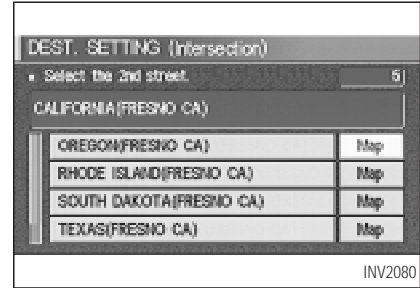 DEST. SETTING (Intersection)
Select the 2nd street. 5
CALIFORNIA(FRESNO CA)
OREGON(FRESNO CA) Map
RHODE ISLAND(FRESNO CA) Map
SOUTH DAKOTA(FRESNO CA) Map
TEXAS(FRESNO CA) Map
INV2080